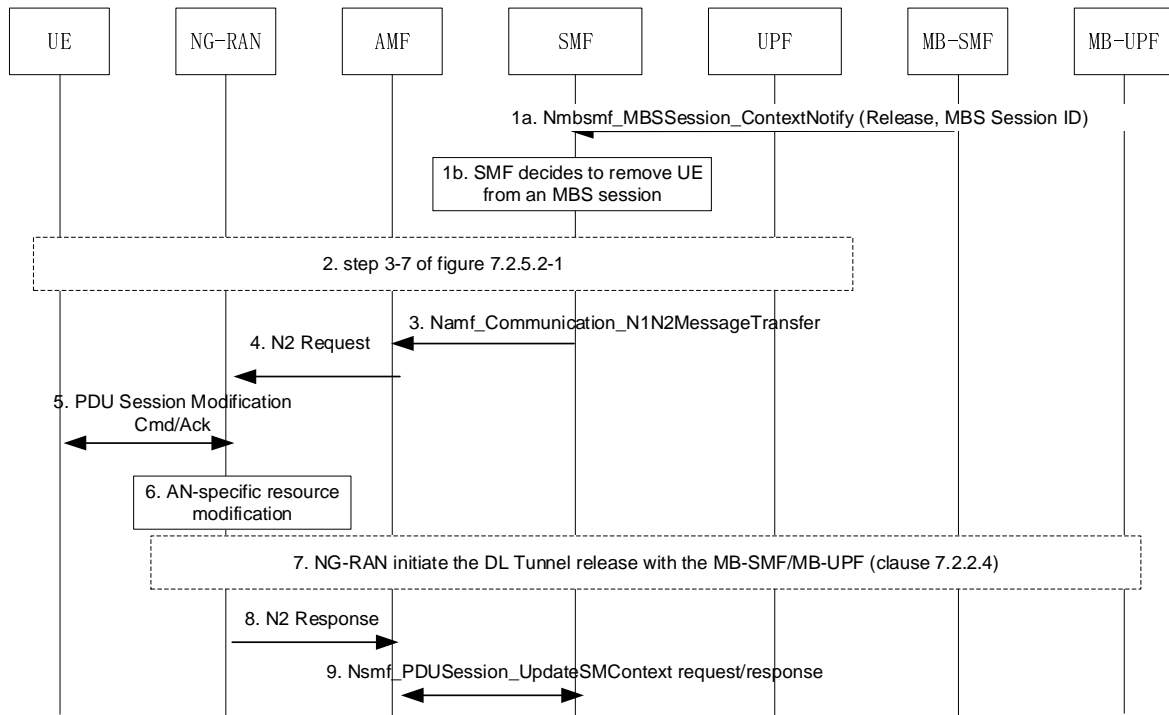 UE
NG-RAN
AMF
SMF
UPF
MB-SMF
MB-UPF
1a. Nmbsmf_MBSSession_ContextNotify (Release, MBS Session ID)
1b. SMF decides to remove UE
from an MBS session
2. step 3-7 of figure 7.2.5.2-1
3. Namf_Communication_N1N2MessageTransfer
4. N2 Request
5. PDU Session Modification
Cmd/Ack
6. AN-specific resource
modification
7. NG-RAN initiate the DL Tunnel release with the MB-SMF/MB-UPF (clause 7.2.2.4)
8. N2 Response
9. Nsmf_PDUSession_UpdateSMContext request/response